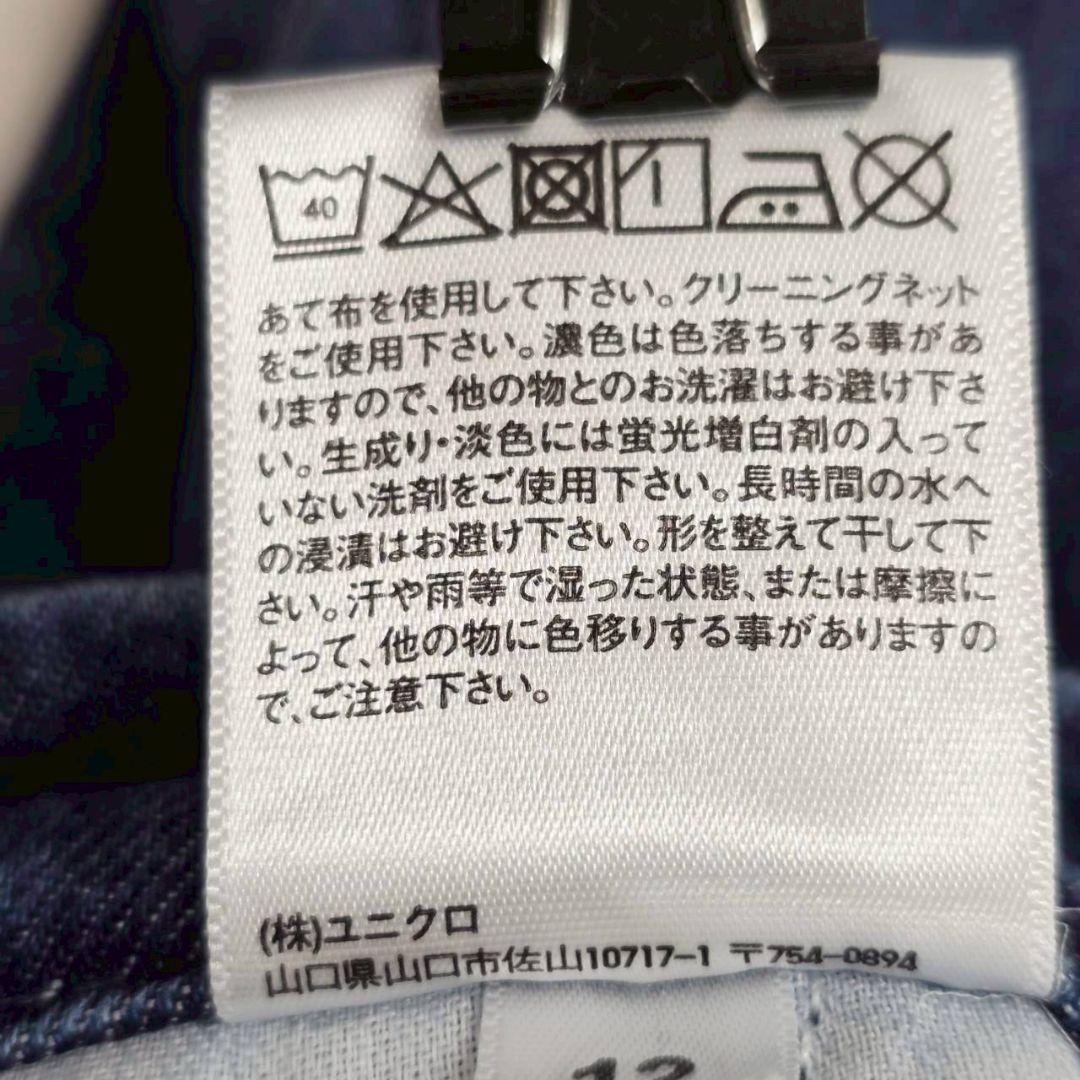 40
あて布を使用して下さい。クリーニングネット
をご使用下さい。濃色は色落ちする事があ
りますので、他の物とのお洗濯はお避け下さ
い。生成り・淡色には蛍光増白剤の入って
いない洗剤をご使用下さい。長時間の水へ
の浸漬はお避け下さい。形を整えて干して下
さい。汗や雨等で湿った状態、または摩擦に
よって、他の物に色移りする事がありますの
で、ご注意下さい。
(株)ユニクロ
山口県山口市佐山10717-1 〒754-0894
12